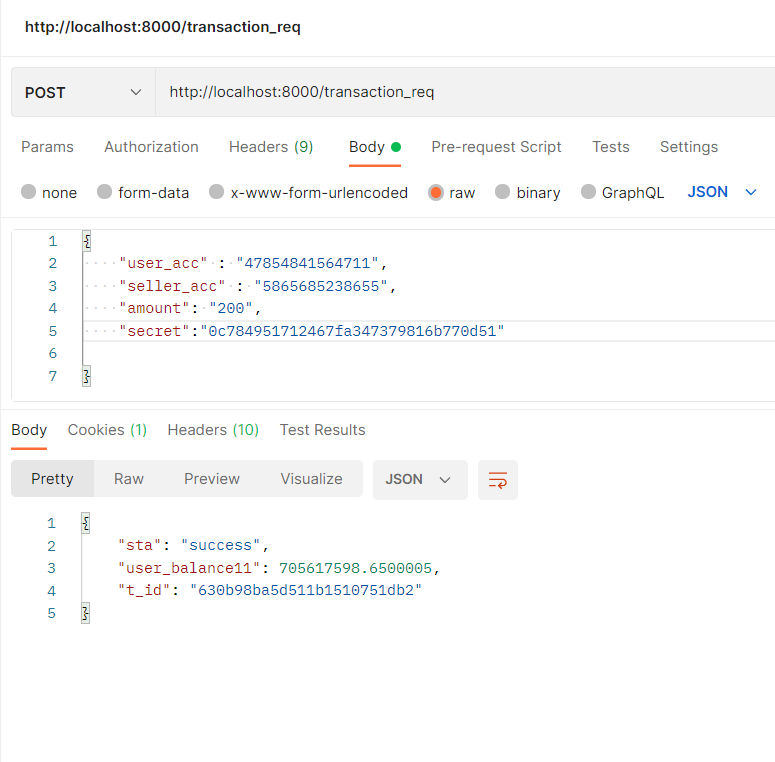 http://localhost:8000/transaction_req
POST http://localhost:8000/transaction_req
Params Authorization Headers (9) Body Pre-request Script Tests Settings
none form-data x-www-form-urlencoded raw binary GraphQL JSON
1 {
2 ····"user_acc"·:·"47854841564711",
3 ····"seller_acc"·:·"5865685238655",
4 ····"amount":·"200",
5 ····"secret":"0c784951712467fa347379816b770d51"
6
7 }
Body Cookies (1) Headers (10) Test Results
Pretty Raw Preview Visualize JSON
1 {
2 "sta": "success",
3 "user_balance11": 705617598.6500005,
4 "t_id": "630b98ba5d511b1510751db2"
5 }